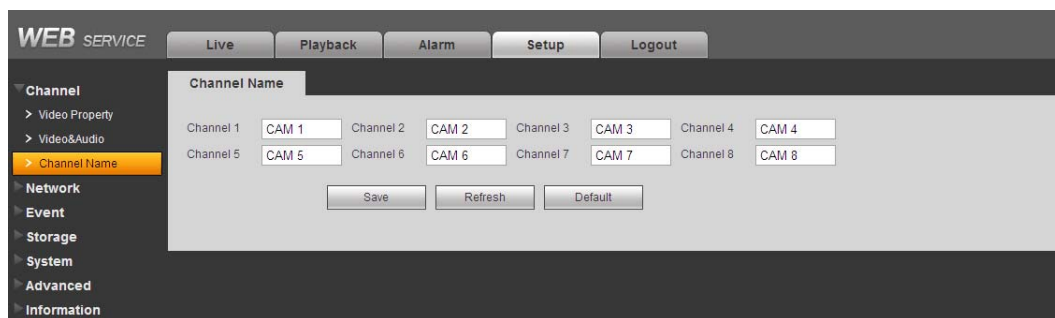 WEB SERVICE
Live Playback Alarm Setup Logout
Channel
> Video Property
> Video&Audio
> Channel Name
Network
Event
Storage
System
Advanced
Information
Channel Name
Channel 1 CAM 1 Channel 2 CAM 2 Channel 3 CAM 3 Channel 4 CAM 4
Channel 5 CAM 5 Channel 6 CAM 6 Channel 7 CAM 7 Channel 8 CAM 8
Save Refresh Default